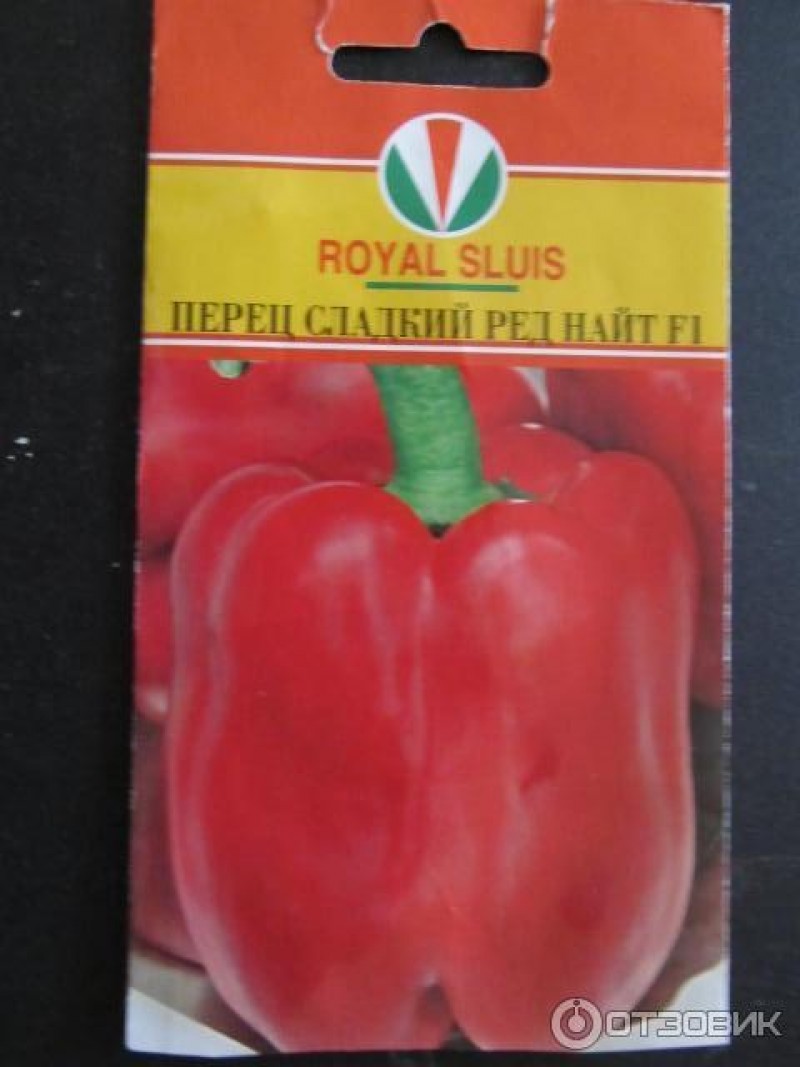 ROYAL SLUIS
ПЕРЕЦ СЛАДКИЙ РЕД НАЙТ F1
ОТЗОВИК